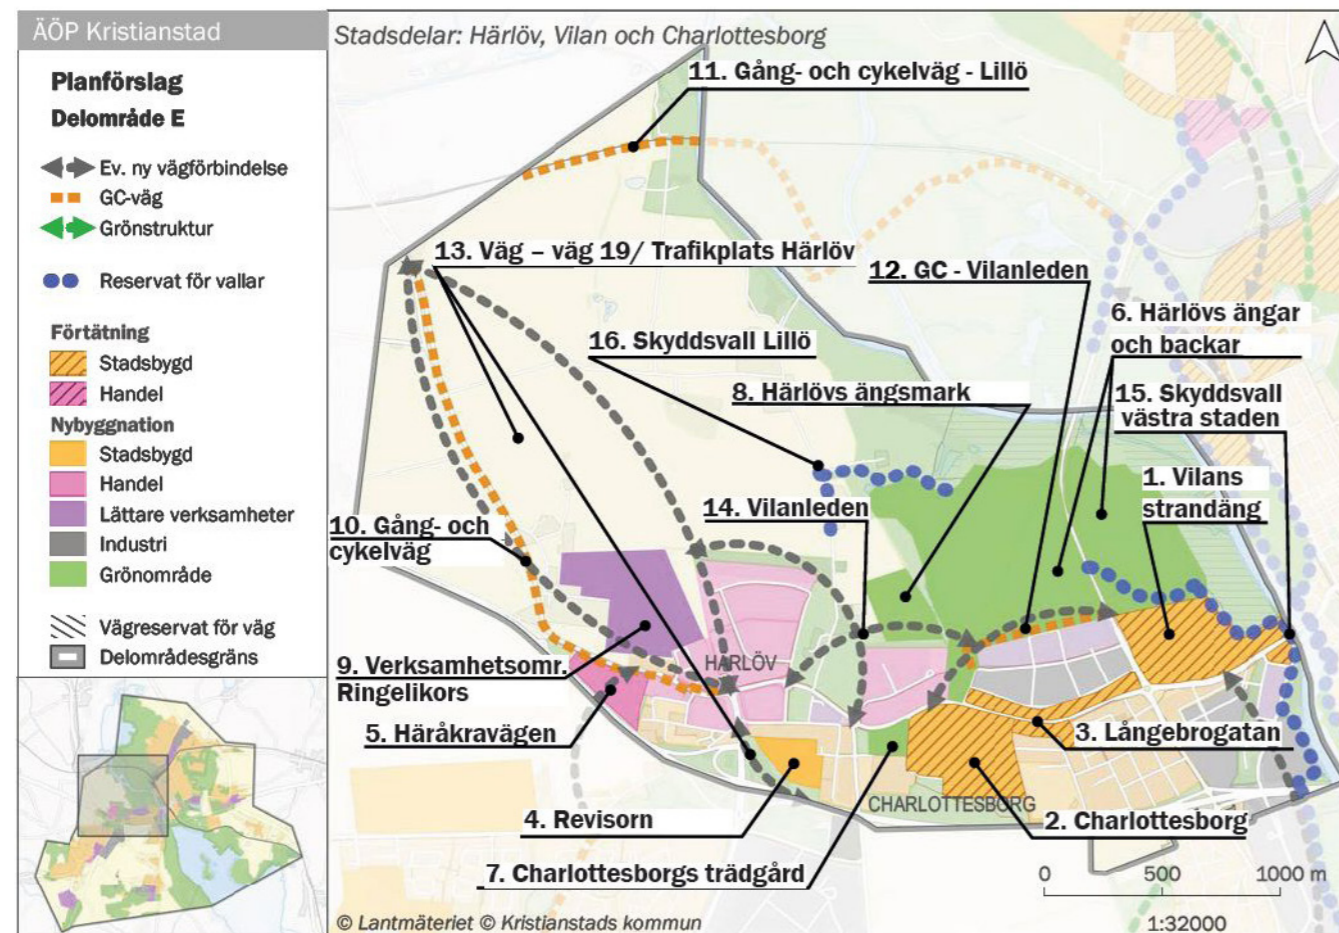 ÄÖP Kristianstad
Planförslag
Delområde E
Ev. ny vägförbindelse
GC-väg
Grönstruktur
Reservat för vallar
Förtätning
Stadsbygd
Handel
Nybyggnation
Stadsbygd
Handel
Lättare verksamheter
Industri
Grönområde
Vägreservat för väg
Delområdesgräns
Stadsdelar: Härlöv, Vilan och Charlottesborg
11. Gång- och cykelväg - Lillö
13. Väg – väg 19/ Trafikplats Härlöv
12. GC - Vilanleden
6. Härlövs ängar
och backar
16. Skyddsvall Lillö
8. Härlövs ängsmark
15. Skyddsvall
västra staden
1. Vilans
strandäng
14. Vilanleden
10. Gång- och
cykelväg
HÄRLÖV
9. Verksamhetsomr.
Ringelikors
5. Häråkravägen
3. Långebrogatan
CHARLOTTESBORG
4. Revisorn
2. Charlottesborg
7. Charlottesborgs trädgård
0 500 1000 m
1:32000
© Lantmäteriet © Kristianstads kommun